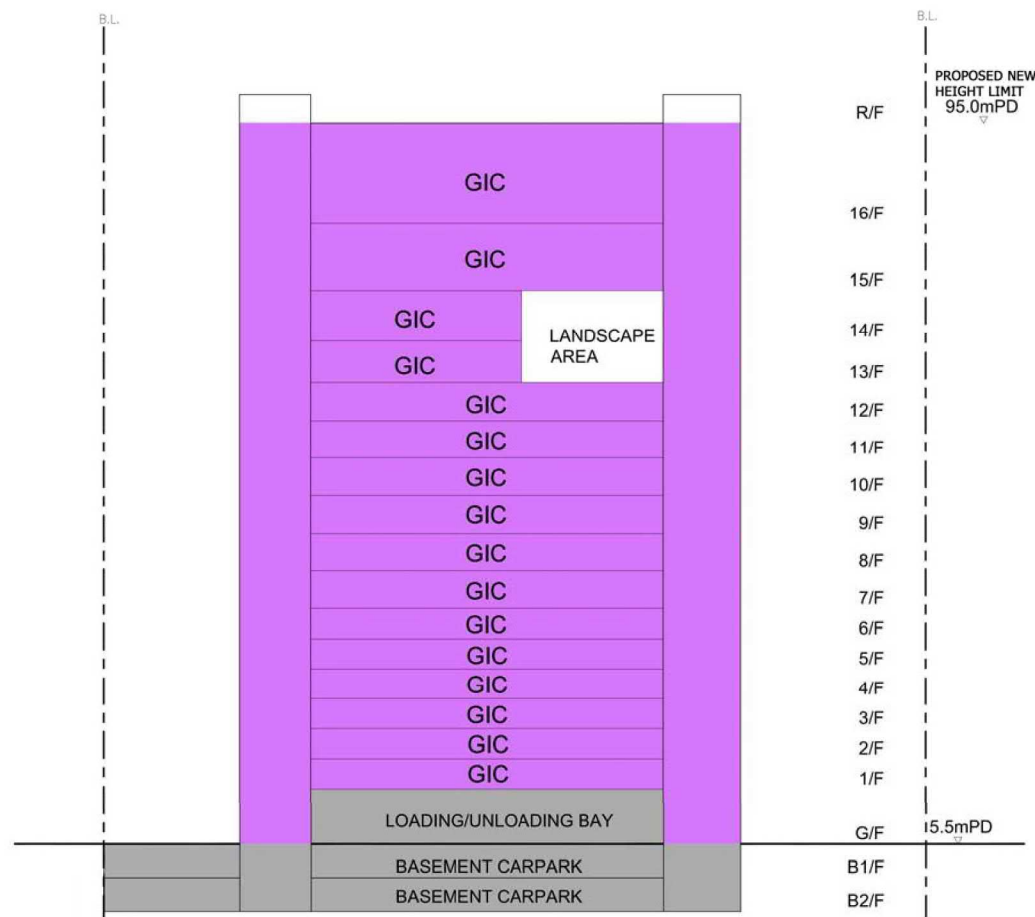 B.L.
B.L.
PROPOSED NEW
HEIGHT LIMIT
95.0mPD
R/F
GIC
16/F
GIC
15/F
GIC
14/F
LANDSCAPE
AREA
GIC
13/F
GIC
12/F
GIC
11/F
GIC
10/F
GIC
9/F
GIC
8/F
GIC
7/F
GIC
6/F
GIC
5/F
GIC
4/F
GIC
3/F
GIC
2/F
GIC
1/F
LOADING/UNLOADING BAY
G/F
5.5mPD
BASEMENT CARPARK
B1/F
BASEMENT CARPARK
B2/F